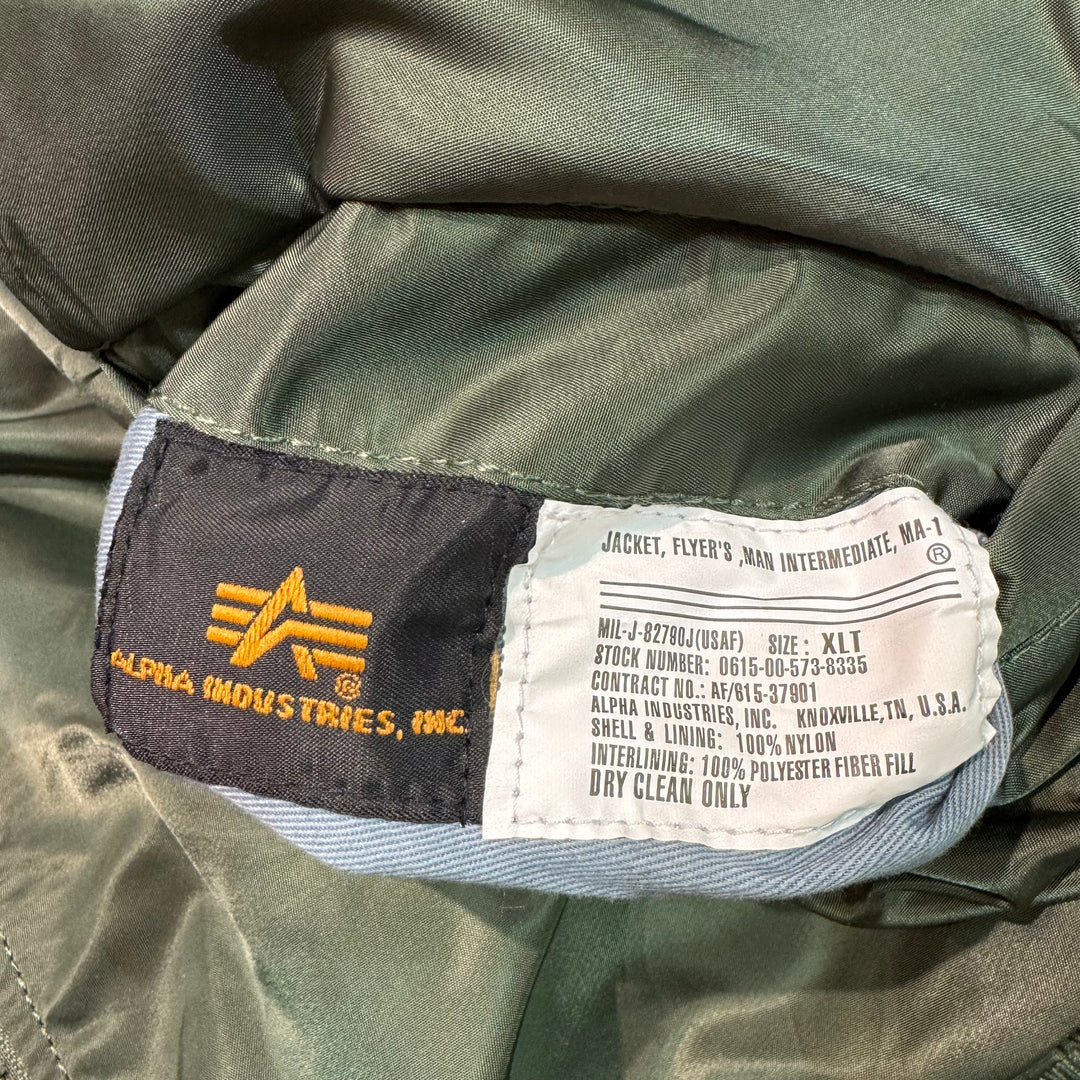 ALPHA INDUSTRIES, INC.
®
JACKET, FLYER'S ,MAN INTERMEDIATE, MA-1
®
MIL-J-82780J(USAF) SIZE: XLT
STOCK NUMBER: 0615-00-573-8335
CONTRACT NO.: AF/615-37901
ALPHA INDUSTRIES, INC. KNOXVILLE,TN, U.S.A.
SHELL & LINING: 100% NYLON
INTERLINING: 100% POLYESTER FIBER FILL
DRY CLEAN ONLY